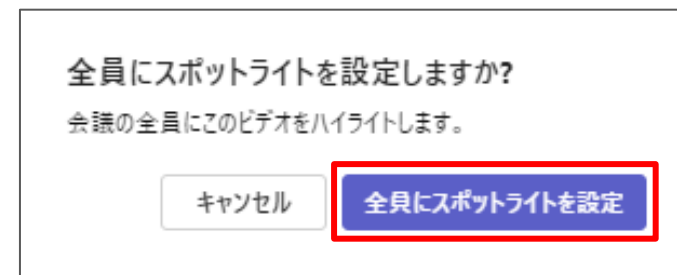 全員にスポットライトを設定しますか?
会議の全員にこのビデオをハイライトします。
キャンセル
全員にスポットライトを設定